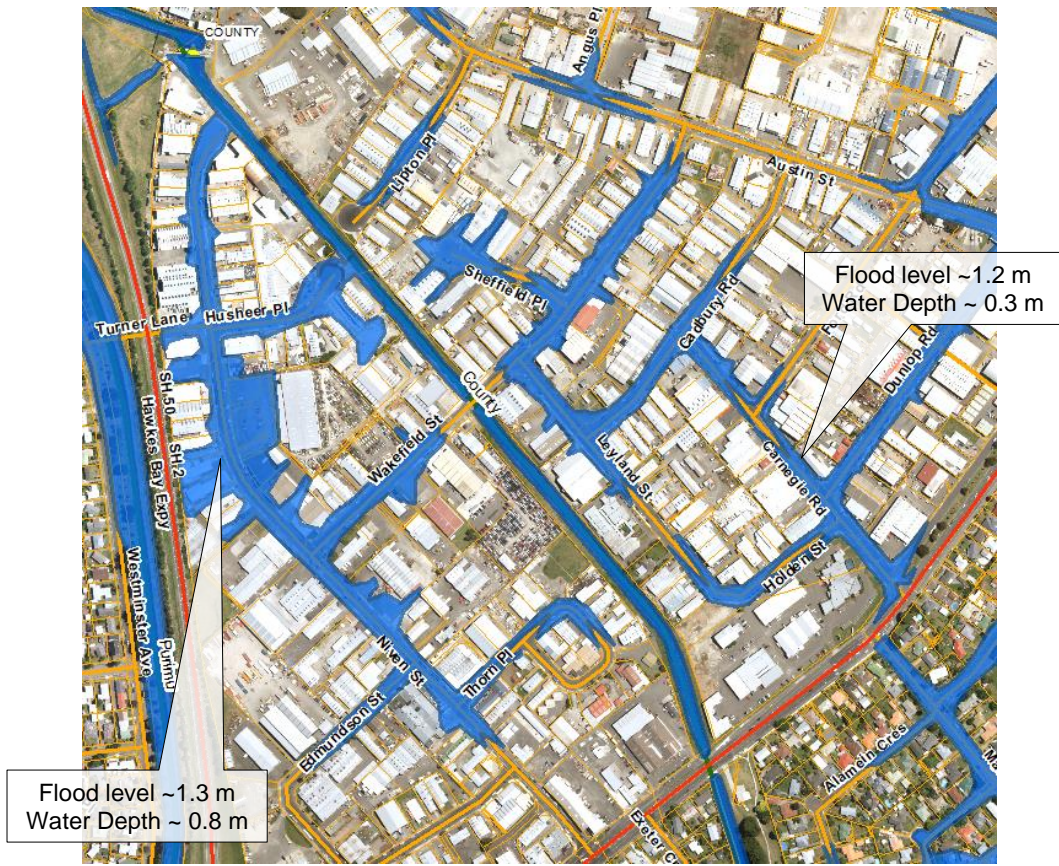 COUNTY
Angus Pl
Lipton Pl
Austin St
Sheffield Pl
Cadbury Rd
Flood level ~1.2 m
Water Depth ~ 0.3 m
Turner Lane
Husheer Pl
Dunlop Rd
County
SH 50
SH 2
Hawkes Bay Expy
Wakefield St
Leyland St
Carnegie Rd
Holden St
Westminster Ave
Niven St
Thorn Pl
Edmundson St
Alamein Cres
Flood level ~1.3 m
Water Depth ~ 0.8 m
Exeter